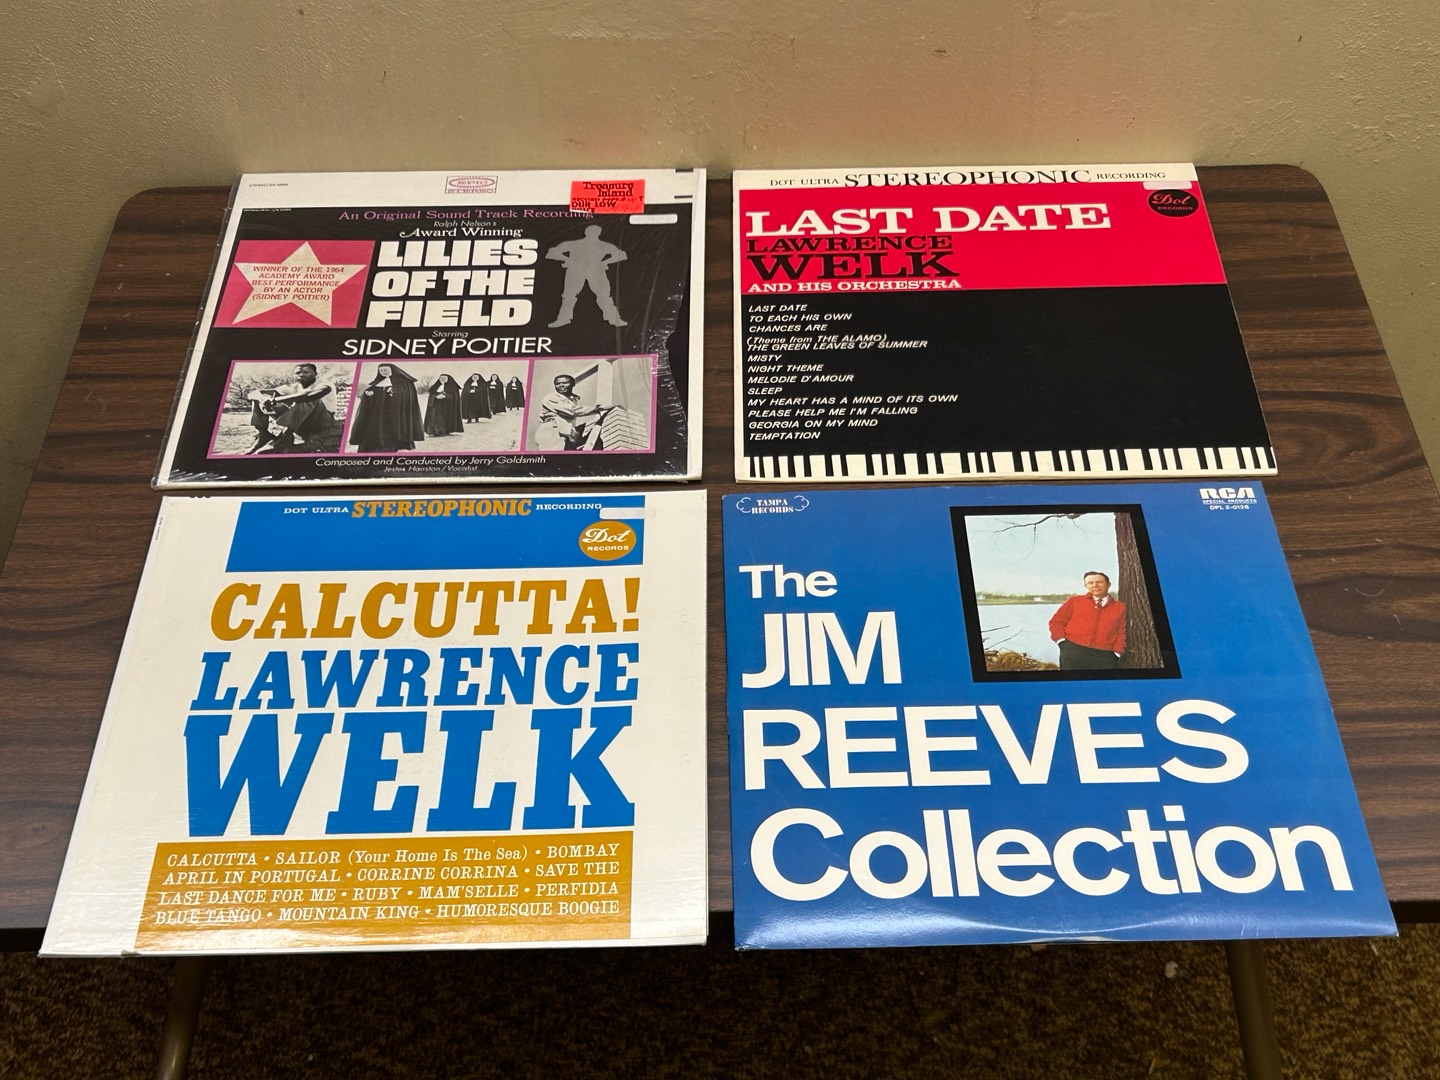 An Original Sound Track Recording
Ralph Nelson's
Award Winning
LILIES
OF THE
FIELD
WINNER OF THE 1964
ACADEMY AWARD
BEST PERFORMANCE
BY AN ACTOR
(SIDNEY POITIER)
Starring
SIDNEY POITIER
Composed and Conducted by Jerry Goldsmith
Jester Hairston / Vocalist
EPIC
Treasury
Island
OUR LOW
DOT ULTRA STEREOPHONIC RECORDING
Dot
RECORDS
LAST DATE
LAWRENCE
WELK
AND HIS ORCHESTRA
LAST DATE
TO EACH HIS OWN
CHANCES ARE
(Theme from THE ALAMO)
THE GREEN LEAVES OF SUMMER
MISTY
NIGHT THEME
MELODIE D'AMOUR
SLEEP
MY HEART HAS A MIND OF ITS OWN
PLEASE HELP ME I'M FALLING
GEORGIA ON MY MIND
TEMPTATION
DOT ULTRA STEREOPHONIC RECORDING
Dot
RECORDS
CALCUTTA!
LAWRENCE
WELK
CALCUTTA • SAILOR (Your Home Is The Sea) • BOMBAY
APRIL IN PORTUGAL • CORRINE CORRINA • SAVE THE
LAST DANCE FOR ME • RUBY • MAM'SELLE • PERFIDIA
BLUE TANGO • MOUNTAIN KING • HUMORESQUE BOOGIE
TAMPA
RECORDS
RCA
SPECIAL PRODUCTS
DPL 2-0126
The
JIM
REEVES
Collection